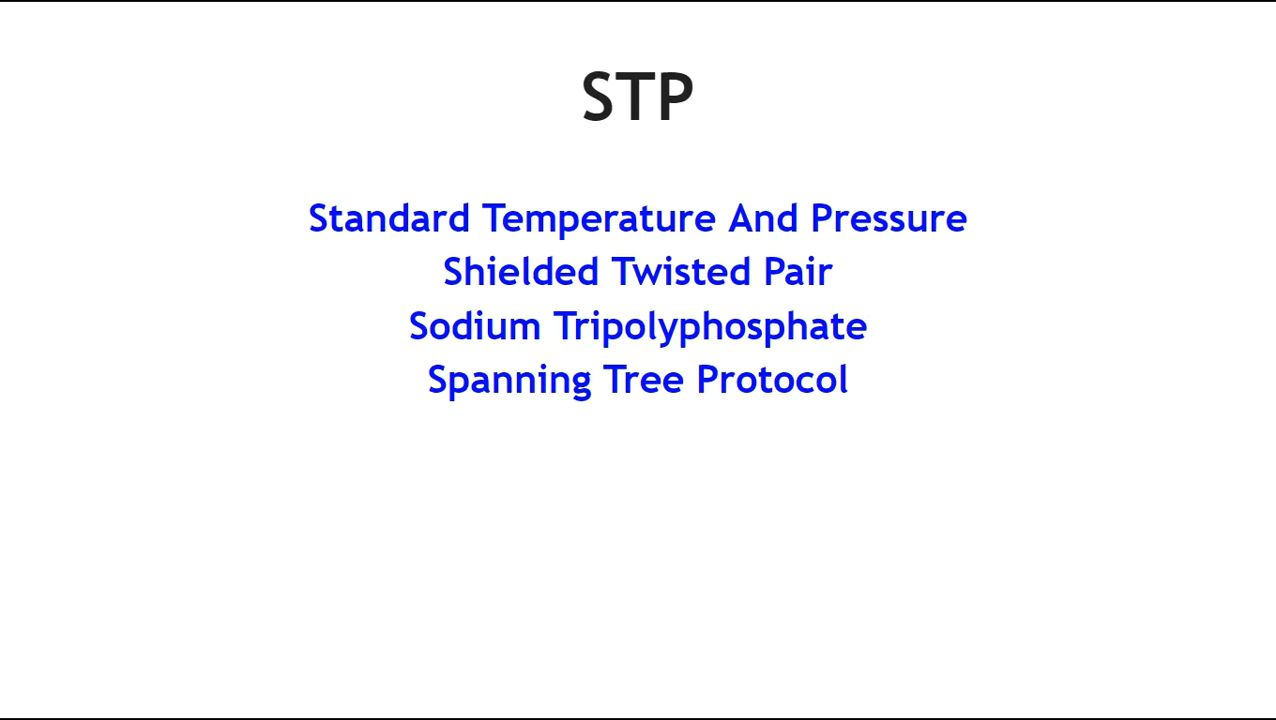 STP
Standard Temperature And Pressure
Shielded Twisted Pair
Sodium Tripolyphosphate
Spanning Tree Protocol